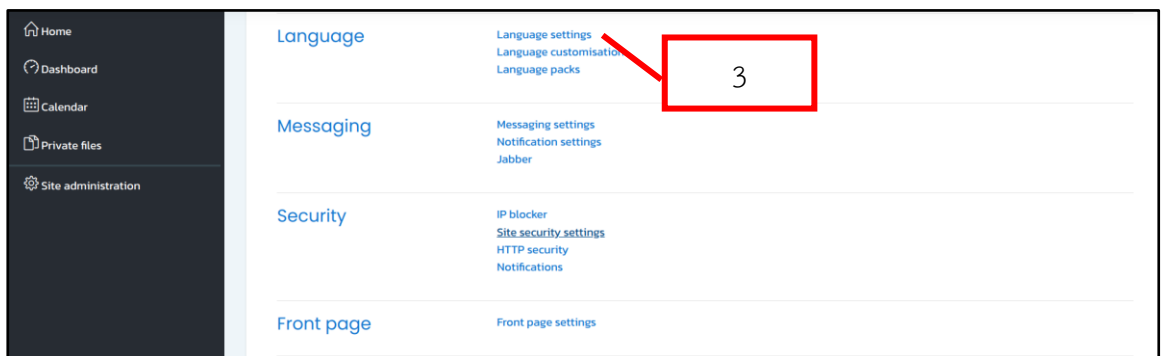 Home
Dashboard
Calendar
Private files
Site administration
Language
Language settings
Language customisation
Language packs
3
Messaging
Messaging settings
Notification settings
Jabber
Security
IP blocker
Site security settings
HTTP security
Notifications
Front page
Front page settings